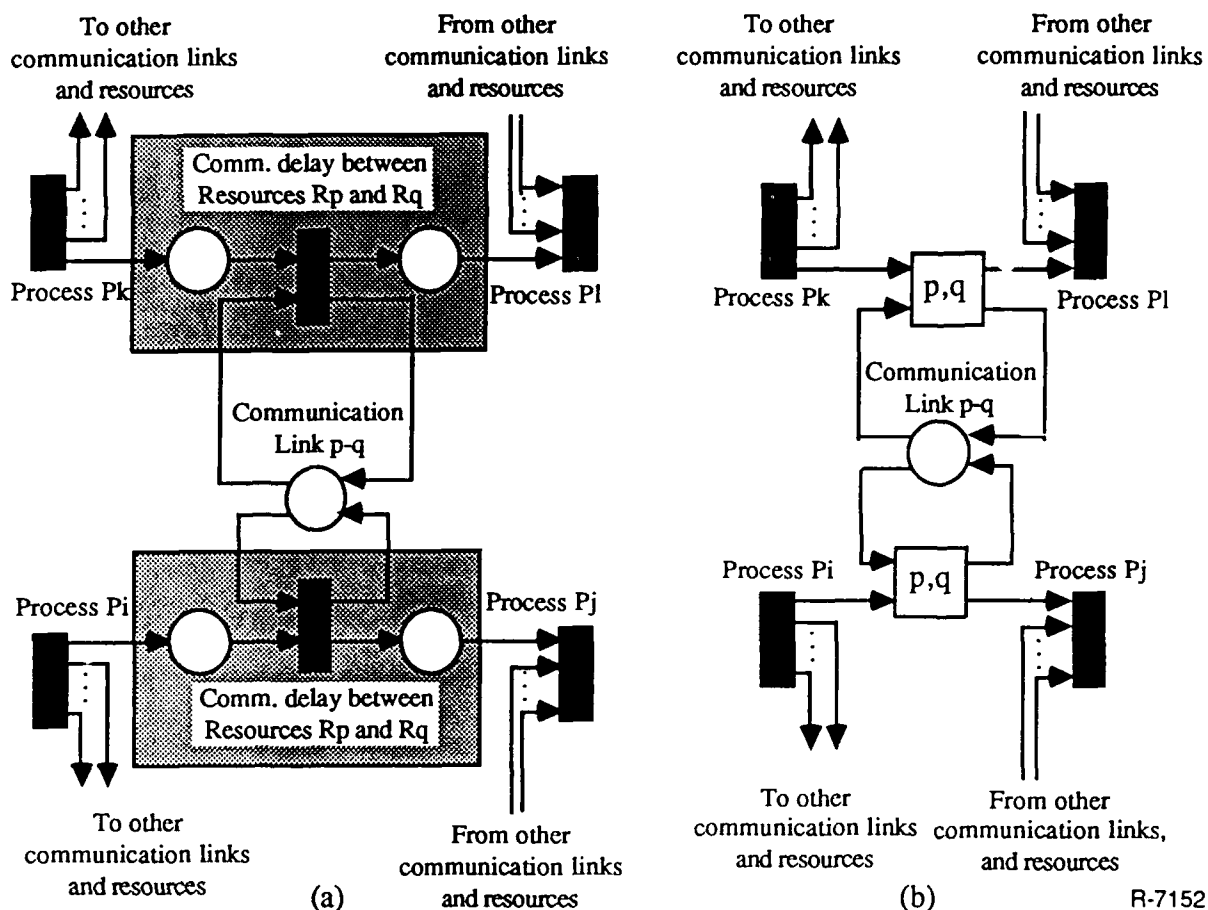 To other
communication links
and resources
From other
communication links
and resources
Comm. delay between
Resources Rp and Rq
Process Pk
Process Pl
Communication
Link p-q
Process Pi
Process Pj
Comm. delay between
Resources Rp and Rq
To other
communication links
and resources
From other
communication links
and resources
(a)
To other
communication links
and resources
From other
communication links
and resources
p,q
Process Pk
Process Pl
Communication
Link p-q
Process Pi
p,q
Process Pj
To other
communication links
and resources
From other
communication links,
and resources
(b)
R-7152